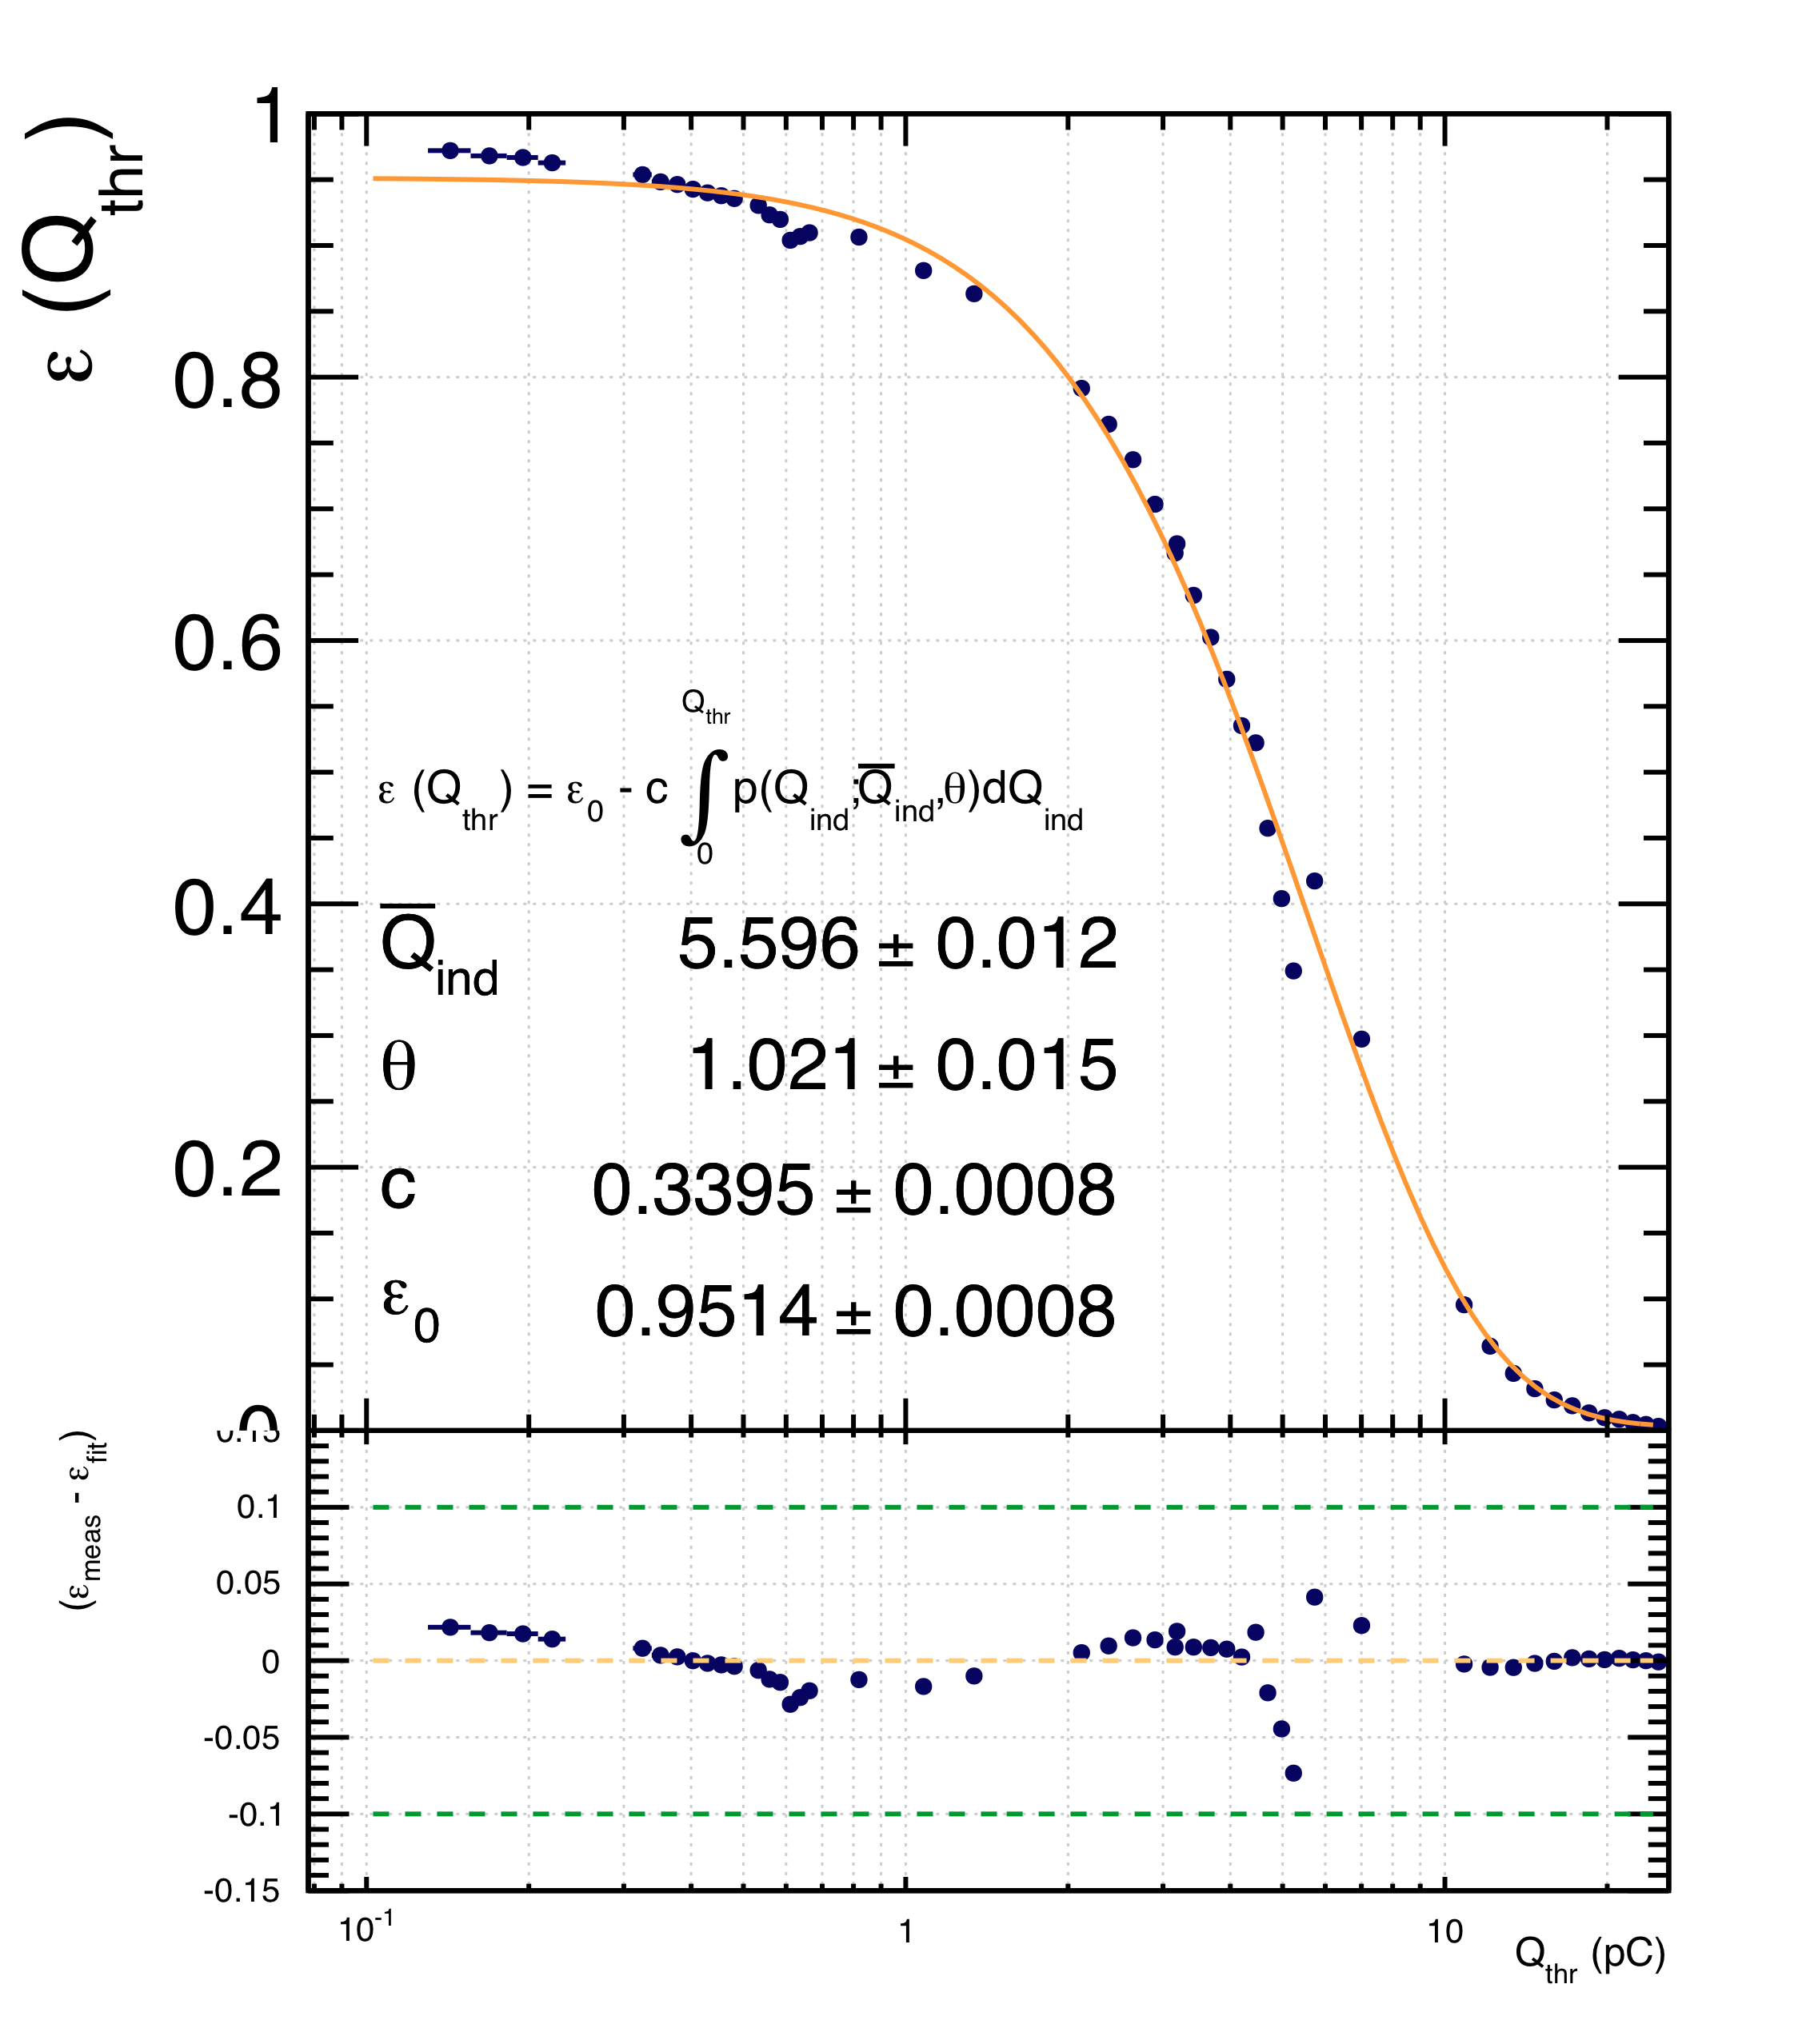 ε (Q_thr)
1
0.8
0.6
0.4
0.2
0
Q_thr
ε (Q_thr) = ε_0 - c ∫ p(Q_ind;Q̅_ind,θ)dQ_ind
0
Q̅_ind 5.596 ± 0.012
θ 1.021 ± 0.015
c 0.3395 ± 0.0008
ε_0 0.9514 ± 0.0008
(ε_meas - ε_fit)
0.1
0.05
0
-0.05
-0.1
-0.15
10^-1 1 10
Q_thr (pC)